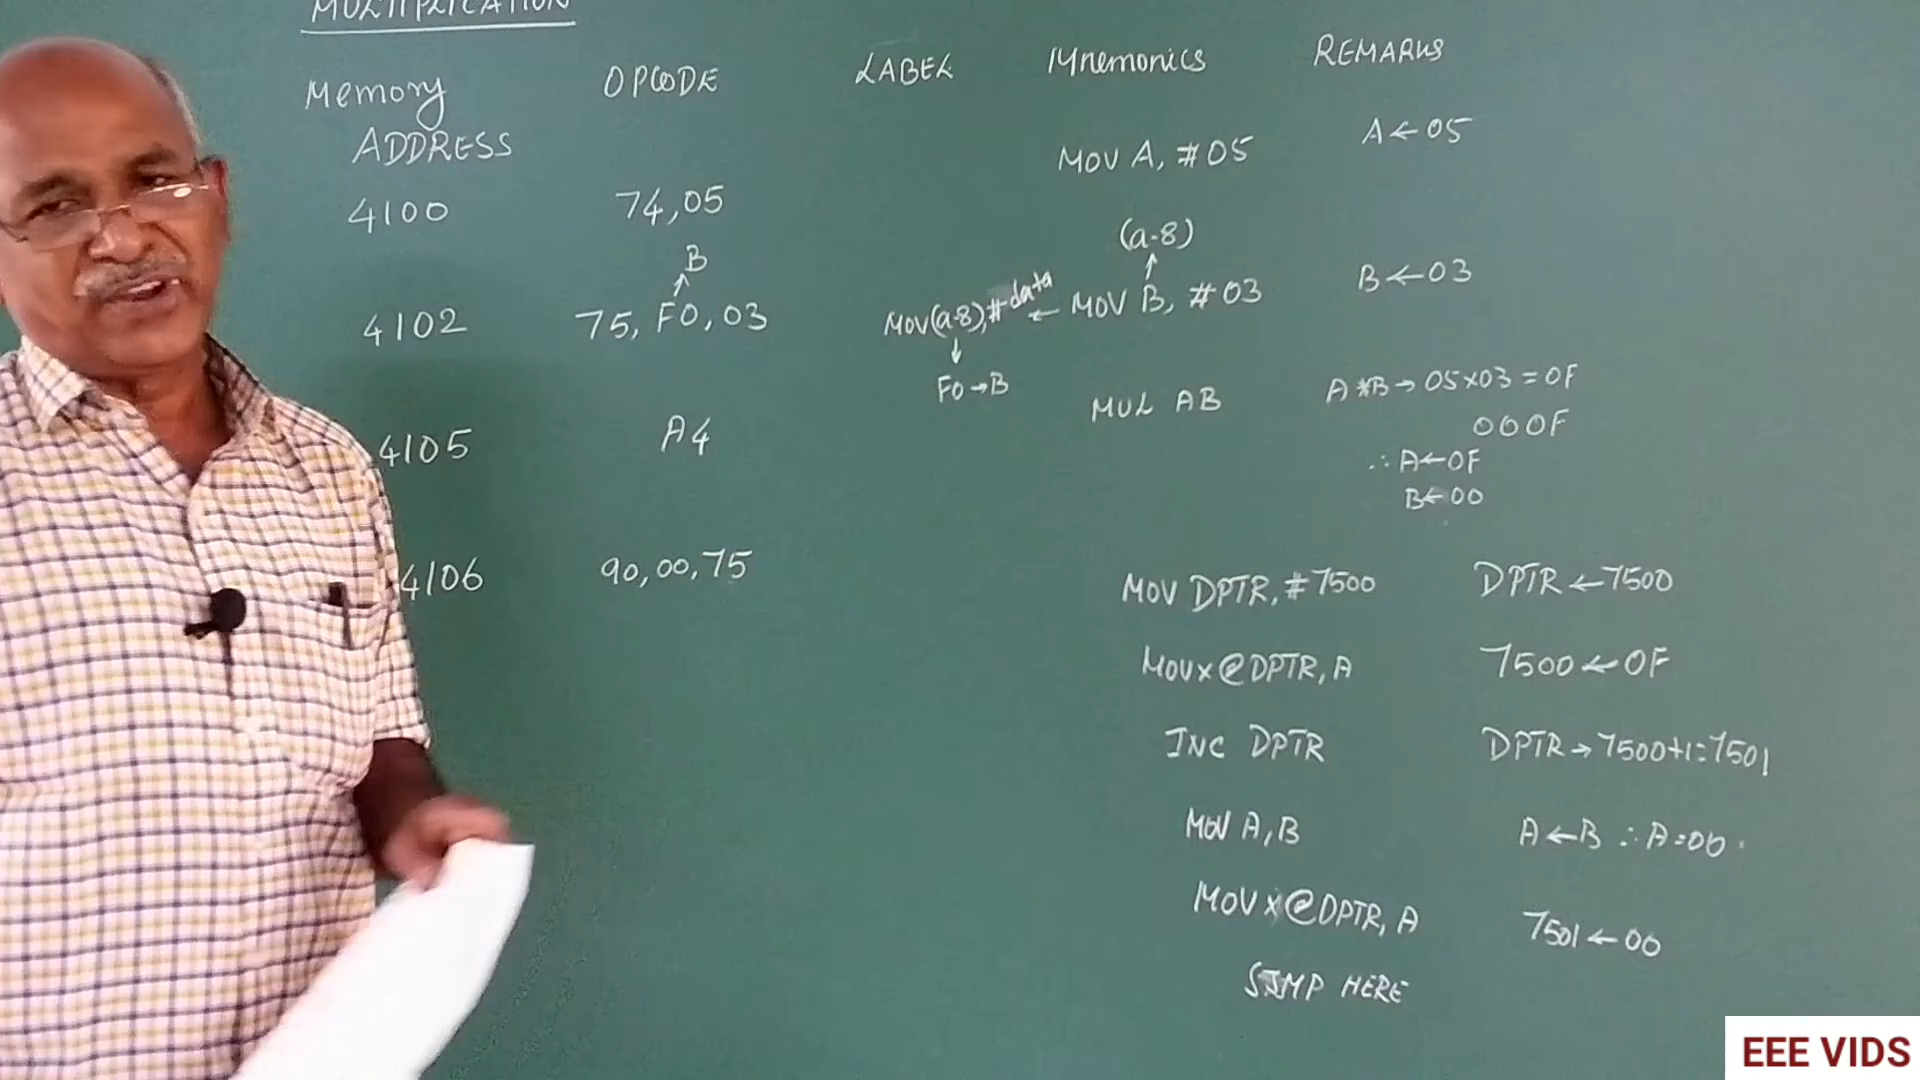 MULTIPLICATION
Memory ADDRESS OPCODE LABEL Mnemonics REMARKS
4100 74,05 MOV A, #05 A←05
B (a-8)
4102 75, F0, 03 MOV(a-8),#data ← MOV B, #03 B←03
F0→B
4105 A4 MUL AB A*B→05×03=0F
000F
∴ A←0F
B←00
4106 90,00,75 MOV DPTR, #7500 DPTR←7500
MOVX@DPTR, A 7500←0F
INC DPTR DPTR→7500+1=7501
MOV A, B A←B ∴A=00
MOVX@DPTR, A 7501←00
SJMP HERE
EEE VIDS